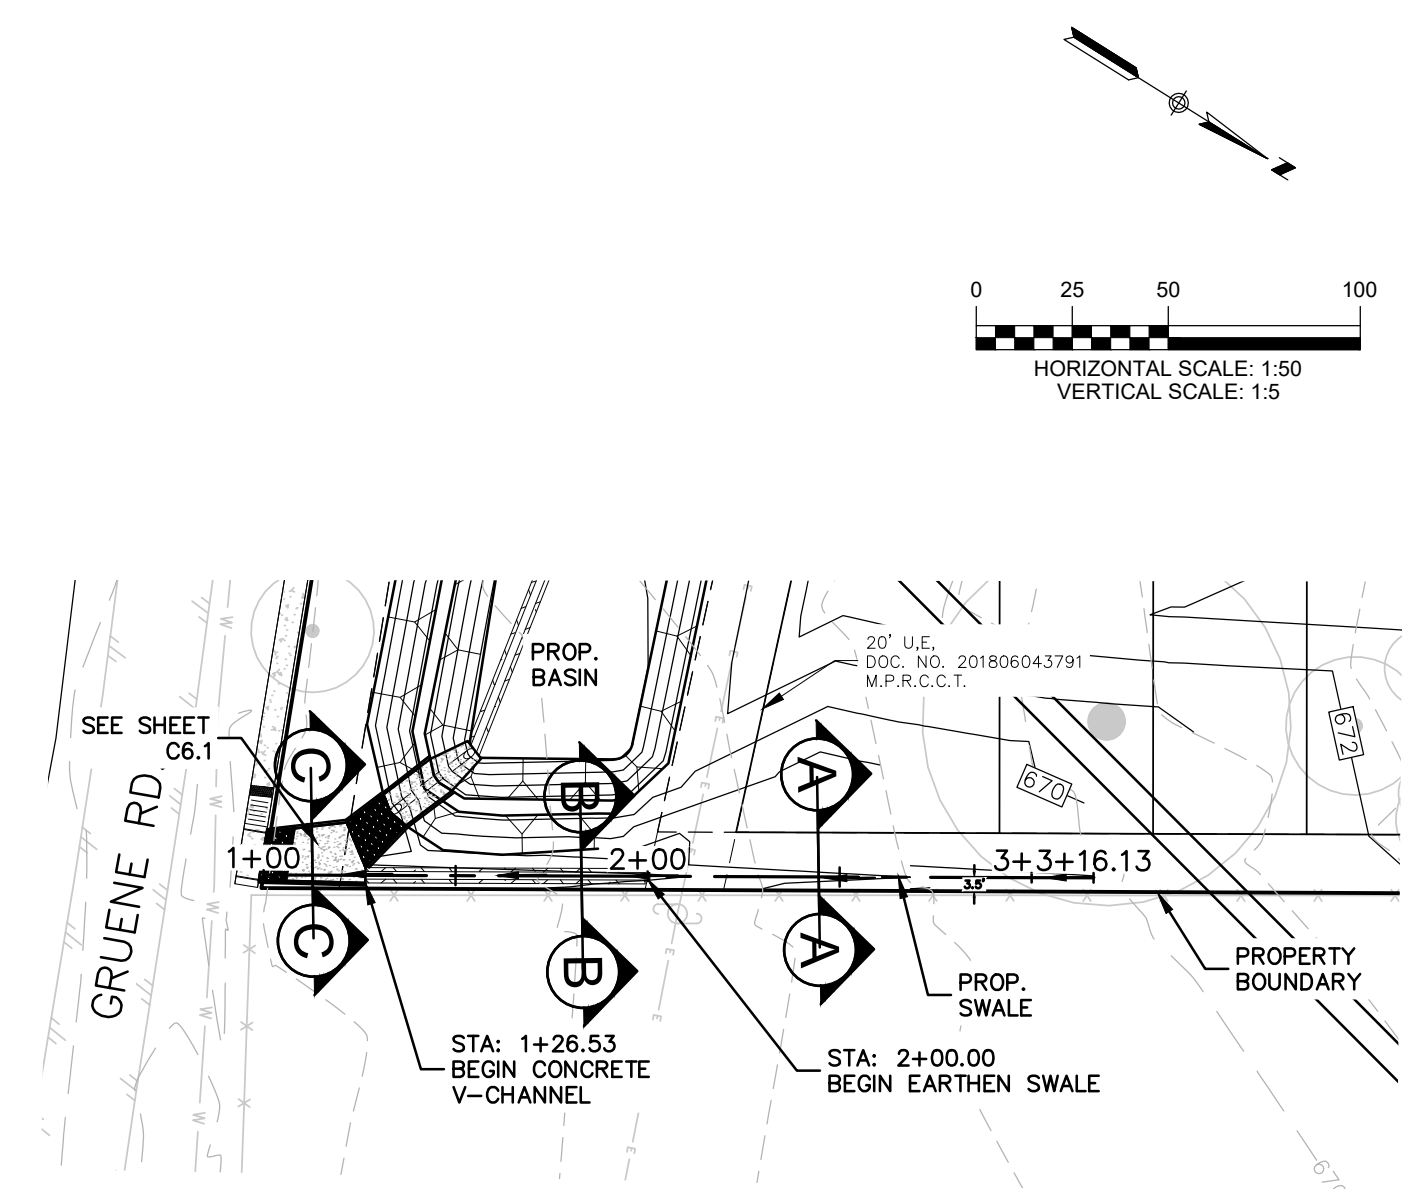 N
0 25 50 100
HORIZONTAL SCALE: 1:50
VERTICAL SCALE: 1:5
PROP.
BASIN
20' U,E,
DOC. NO. 201806043791
M.P.R.C.C.T.
SEE SHEET
C6.1
GRUENE RD.
C
B
A
672
670
1+00
2+00
3+3+16.13
3.5'
C
B
A
PROP.
SWALE
PROPERTY
BOUNDARY
STA: 1+26.53
BEGIN CONCRETE
V-CHANNEL
STA: 2+00.00
BEGIN EARTHEN SWALE
W
W
W
W
E
E
E
E
E
E